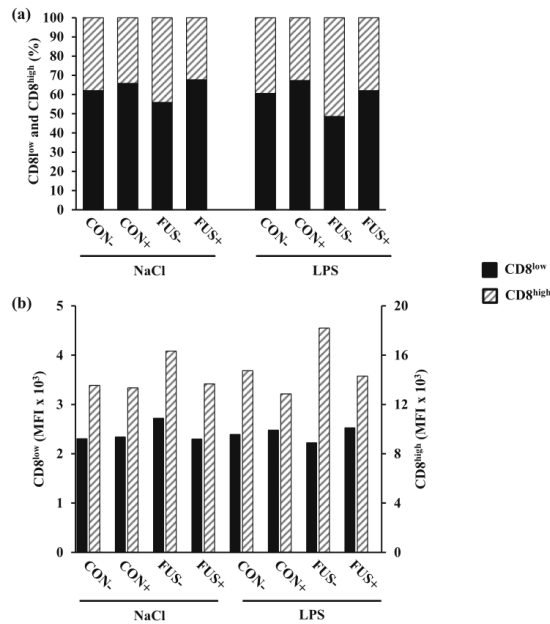 (a)
CD8low and CD8high (%)
100
90
80
70
60
50
40
30
20
10
0
CON- CON+ FUS- FUS+ CON- CON+ FUS- FUS+
NaCl LPS
CD8low
CD8high
(b)
CD8low (MFI x 10³)
5
4
3
2
1
0
20
16
12
8
4
0
CD8high (MFI x 10³)
CON- CON+ FUS- FUS+ CON- CON+ FUS- FUS+
NaCl LPS